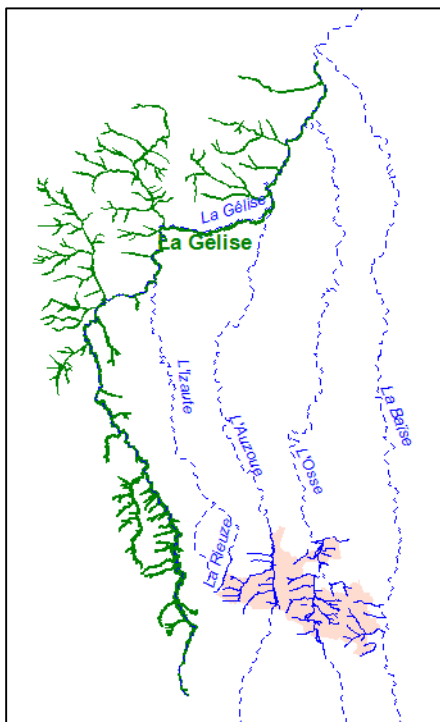 La Gélise
La Gélise
L'Izaute
L'Auzoue
L'Osse
La Baïse
La Rieuze